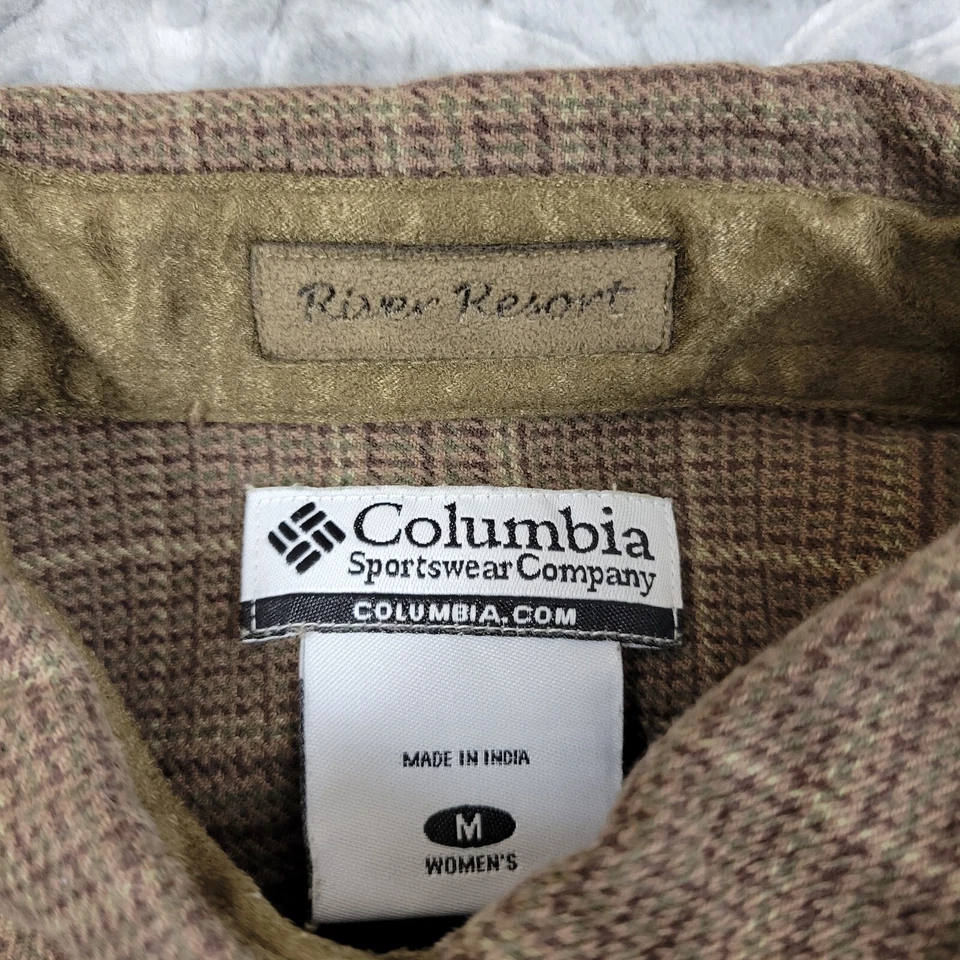 River Resort
Columbia
Sportswear Company
COLUMBIA.COM
MADE IN INDIA
M
WOMEN'S